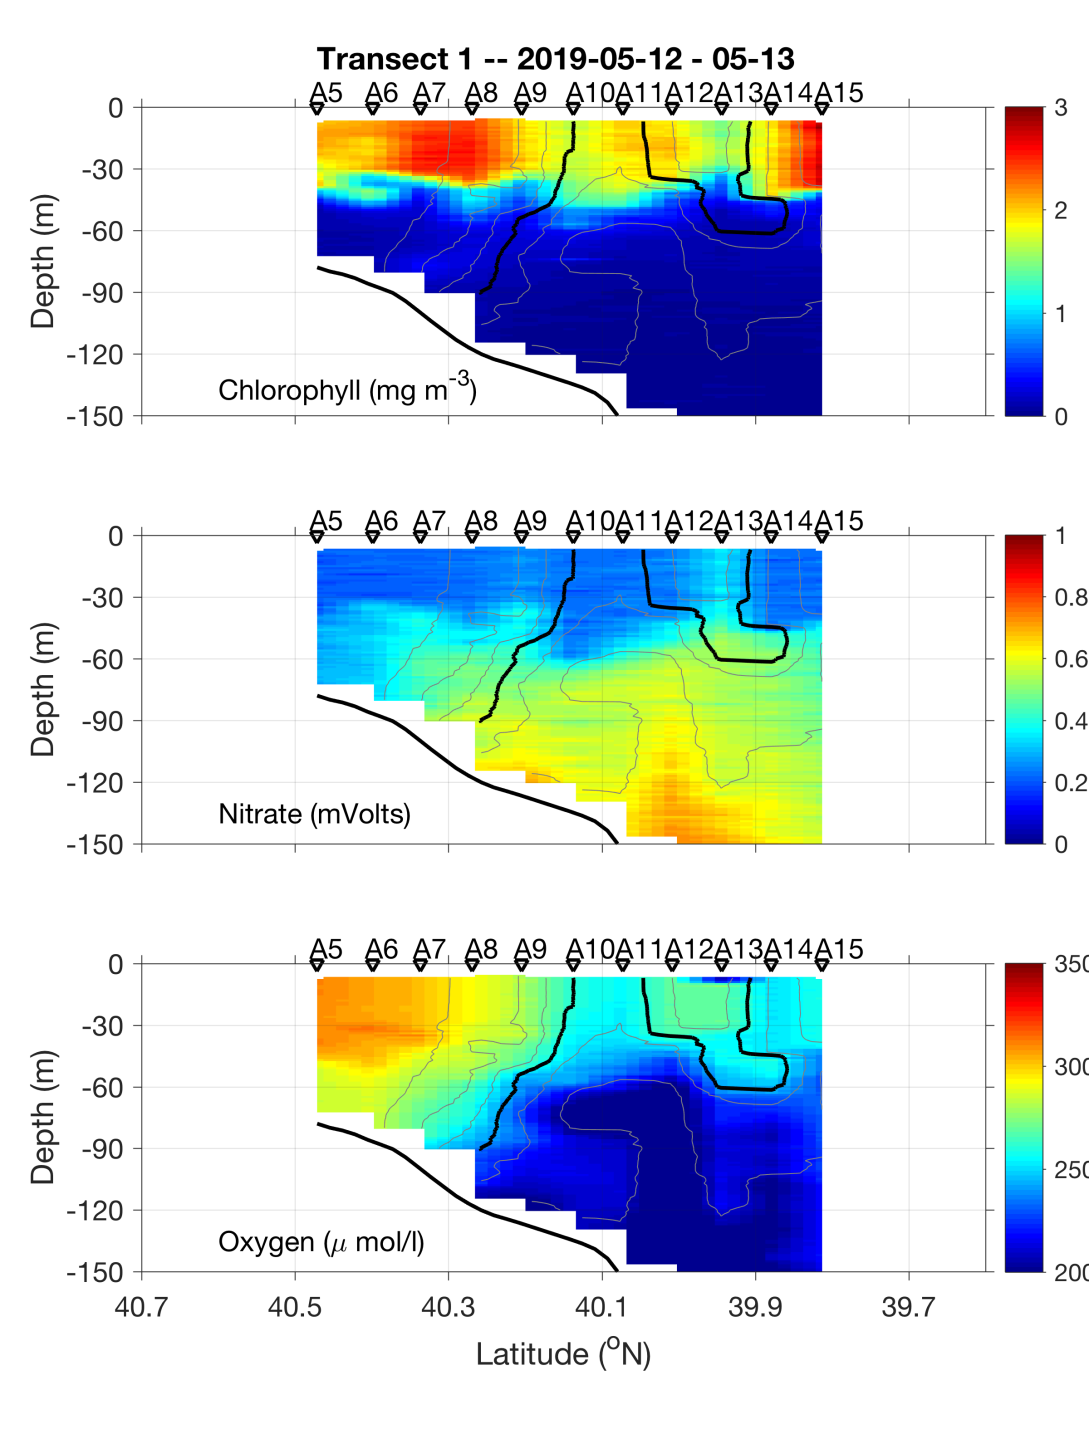 Transect 1 -- 2019-05-12 - 05-13
A5 A6 A7 A8 A9 A10 A11 A12 A13 A14 A15
0
-30
-60
-90
-120
-150
Depth (m)
Chlorophyll (mg m-3)
3
2
1
0
A5 A6 A7 A8 A9 A10 A11 A12 A13 A14 A15
0
-30
-60
-90
-120
-150
Depth (m)
Nitrate (mVolts)
1
0.8
0.6
0.4
0.2
0
A5 A6 A7 A8 A9 A10 A11 A12 A13 A14 A15
0
-30
-60
-90
-120
-150
Depth (m)
Oxygen (μ mol/l)
350
300
250
200
40.7 40.5 40.3 40.1 39.9 39.7
Latitude (oN)